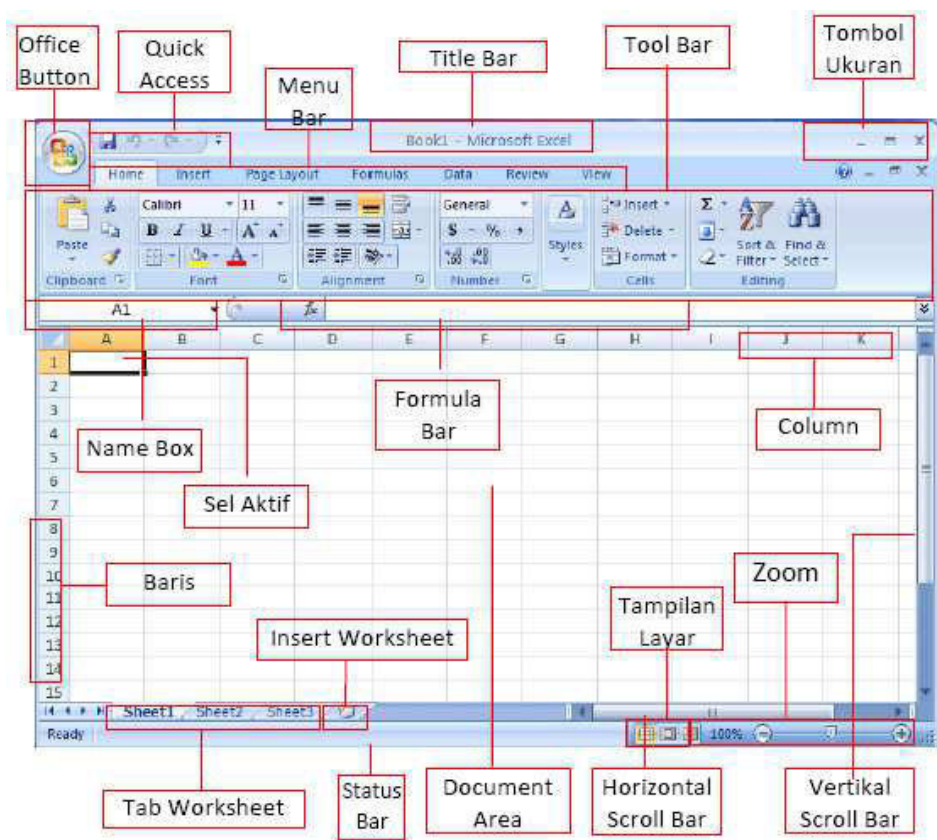 Office
Button
Quick
Access
Menu
Bar
Title Bar
Tool Bar
Tombol
Ukuran
Book1 - Microsoft Excel
Home Insert Page Layout Formulas Data Review View
Paste
Calibri 11
B I U A A
General
$ % ,
Styles
Insert
Delete
Format
Σ
Sort & Filter
Find & Select
Clipboard Font Alignment Number Cells Editing
A1 fx
A B C D E F G H I J K
1
2
3
4
5
6
7
8
9
10
11
12
13
14
15
Formula
Bar
Column
Name Box
Sel Aktif
Baris
Zoom
Tampilan
Layar
Insert Worksheet
Sheet1 Sheet2 Sheet3
Ready 100%
Tab Worksheet
Status
Bar
Document
Area
Horizontal
Scroll Bar
Vertikal
Scroll Bar